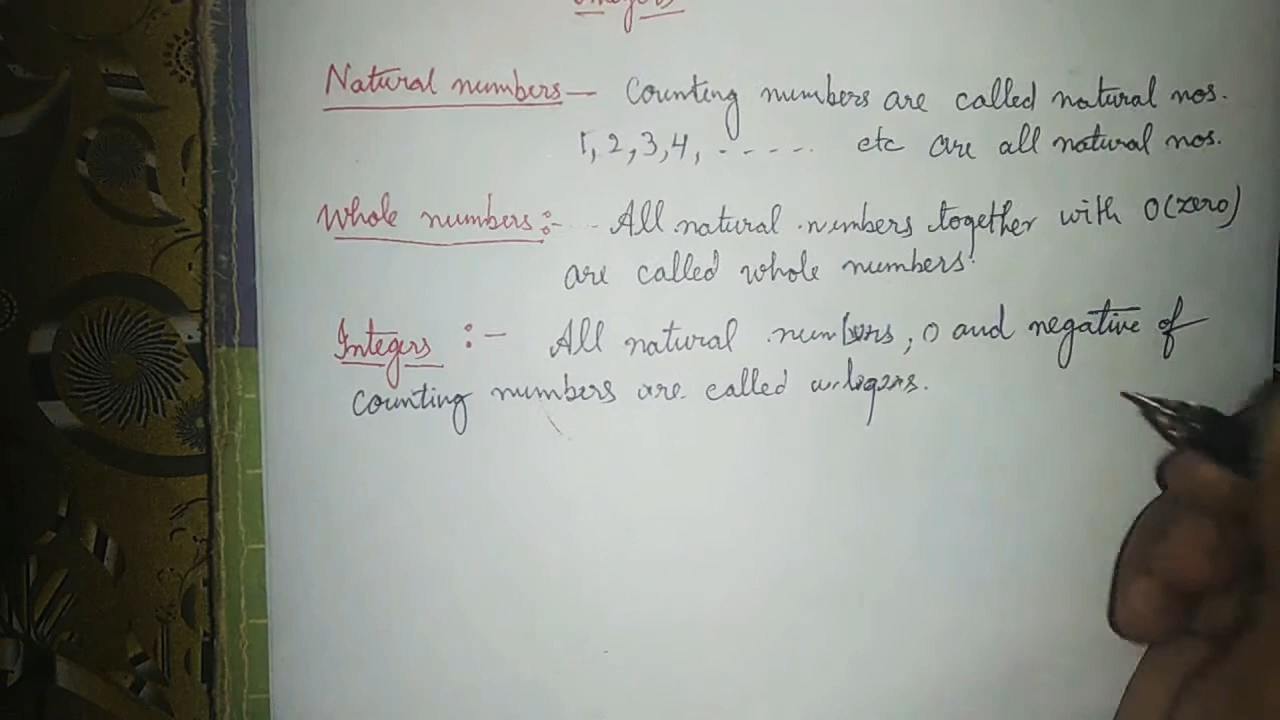 Integers
Natural numbers — Counting numbers are called natural nos.
1, 2, 3, 4, ----- etc are all natural nos.
Whole numbers :- All natural numbers together with 0 (zero)
are called whole numbers.
Integers :- All natural numbers, 0 and negative of
counting numbers are called integers.